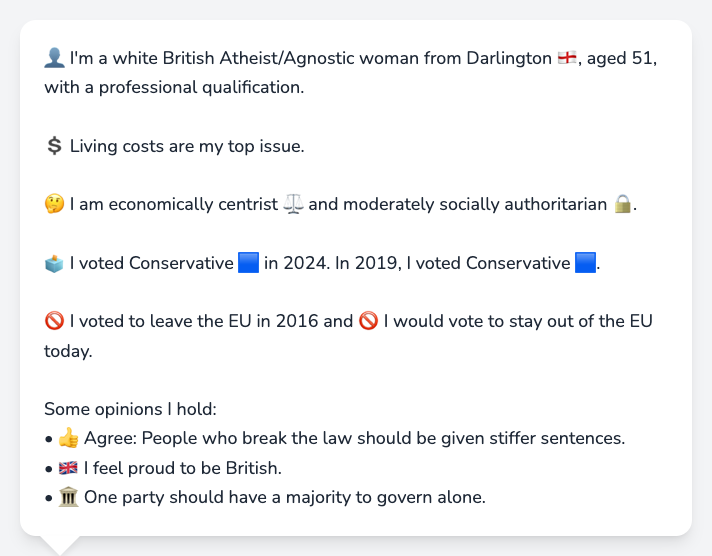 👤 I'm a white British Atheist/Agnostic woman from Darlington 🏴󠁧󠁢󠁥󠁮󠁧󠁿, aged 51,
with a professional qualification.
💲 Living costs are my top issue.
🤔 I am economically centrist ⚖️ and moderately socially authoritarian 🔒.
🗳️ I voted Conservative 🟦 in 2024. In 2019, I voted Conservative 🟦.
🚫 I voted to leave the EU in 2016 and 🚫 I would vote to stay out of the EU
today.
Some opinions I hold:
• 👍 Agree: People who break the law should be given stiffer sentences.
• 🇬🇧 I feel proud to be British.
• 🏛️ One party should have a majority to govern alone.